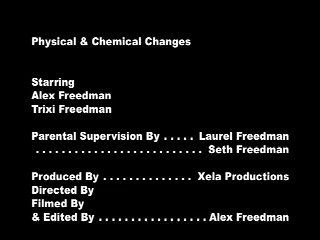 Physical & Chemical Changes
Starring
Alex Freedman
Trixi Freedman
Parental Supervision By . . . . . Laurel Freedman
. . . . . . . . . . . . . . . . . . . . . . . . . . Seth Freedman
Produced By . . . . . . . . . . . . . . Xela Productions
Directed By
Filmed By
& Edited By . . . . . . . . . . . . . . . . . Alex Freedman